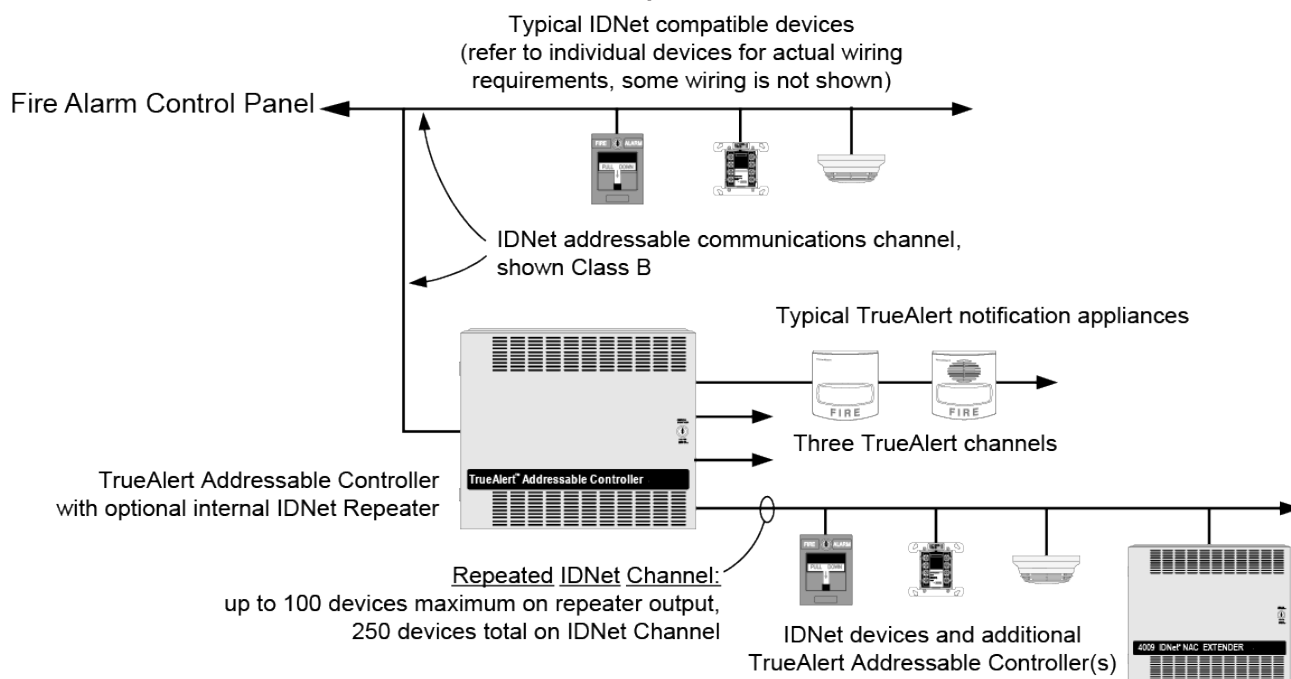 Typical IDNet compatible devices
(refer to individual devices for actual wiring
requirements, some wiring is not shown)
Fire Alarm Control Panel
FIRE ALARM
PULL DOWN
IDNet addressable communications channel,
shown Class B
Typical TrueAlert notification appliances
FIRE
FIRE
Three TrueAlert channels
TrueAlert™ Addressable Controller
TrueAlert Addressable Controller
with optional internal IDNet Repeater
FIRE ALARM
PULL DOWN
Repeated IDNet Channel:
up to 100 devices maximum on repeater output,
250 devices total on IDNet Channel
IDNet devices and additional
TrueAlert Addressable Controller(s)
4009 IDNet NAC EXTENDER